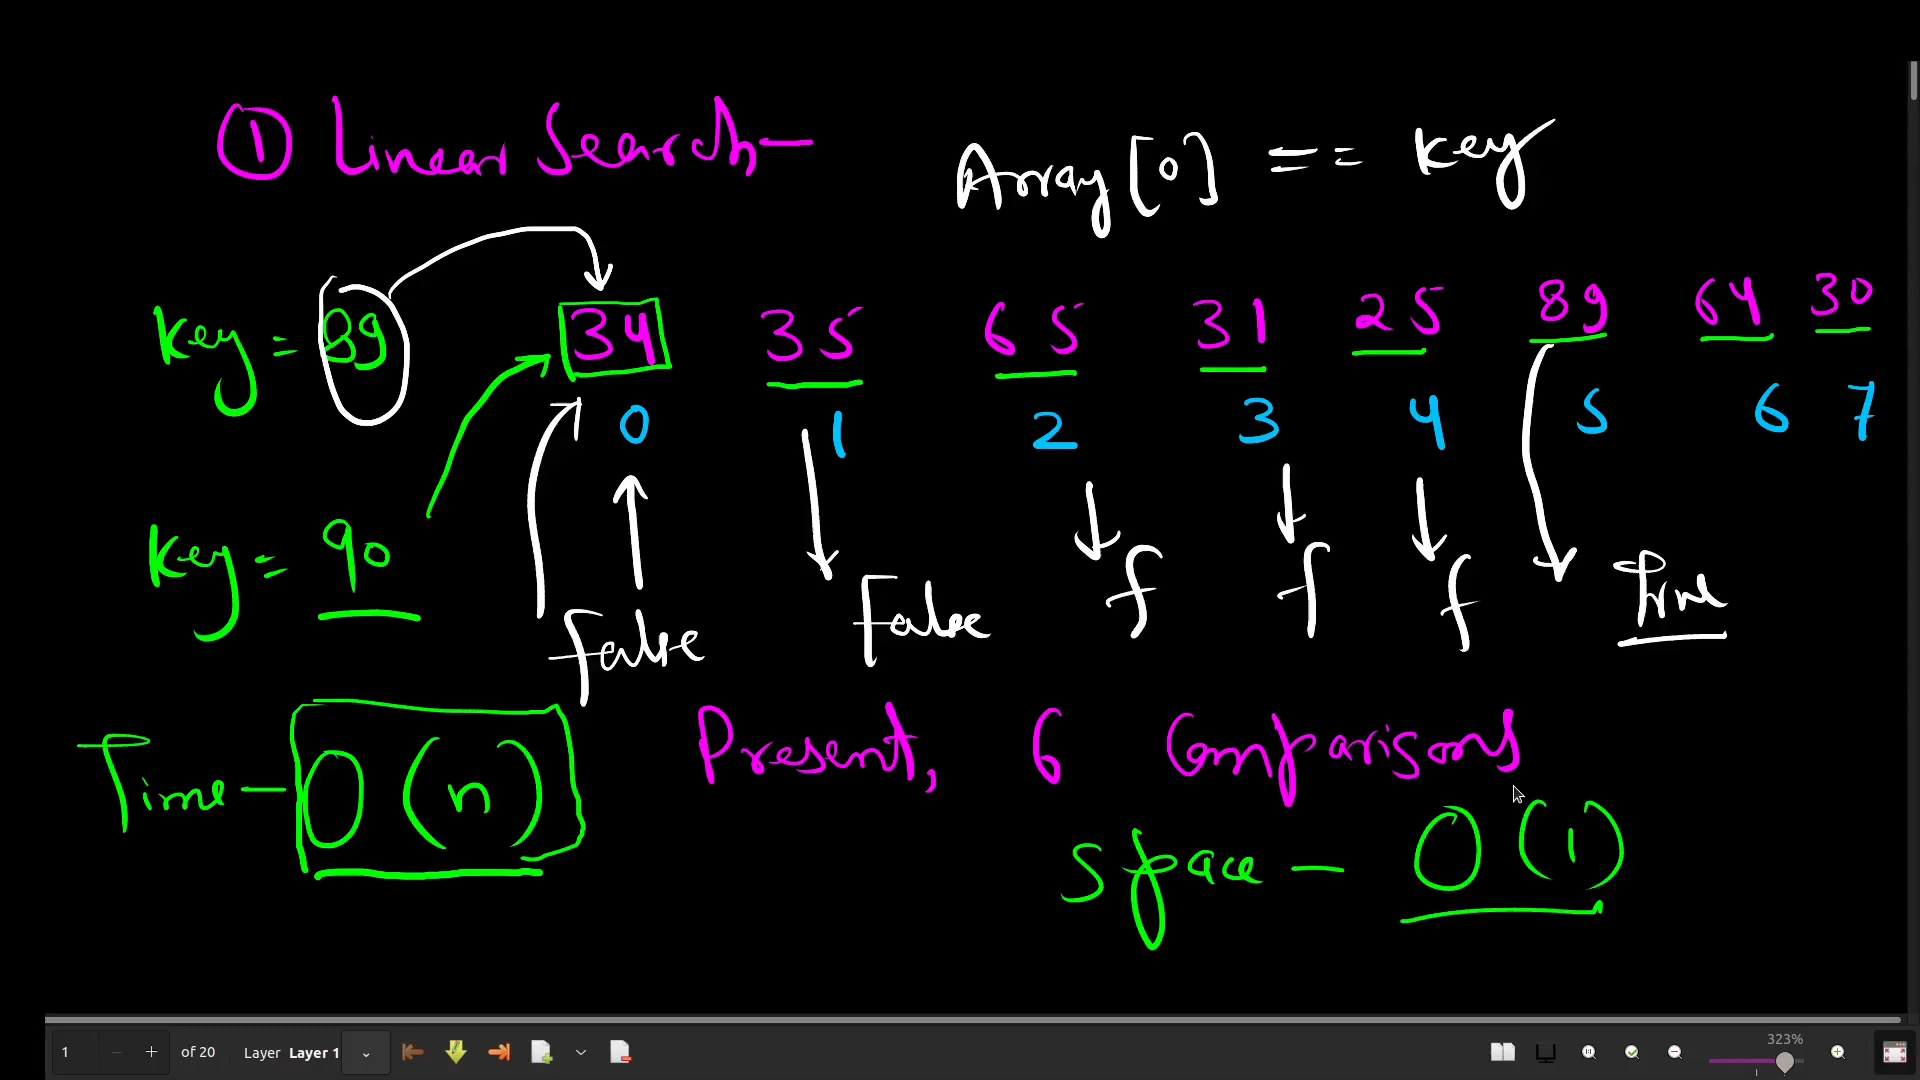 ① Linear Search-
Array[0] == key
key = 89 34 35 65 31 25 89 64 30
0 1 2 3 4 5 6 7
key = 90
False False f f f True
Present, 6 Comparisons
Time - O(n)
Space - O(1)
1 - + of 20 Layer Layer 1 323%